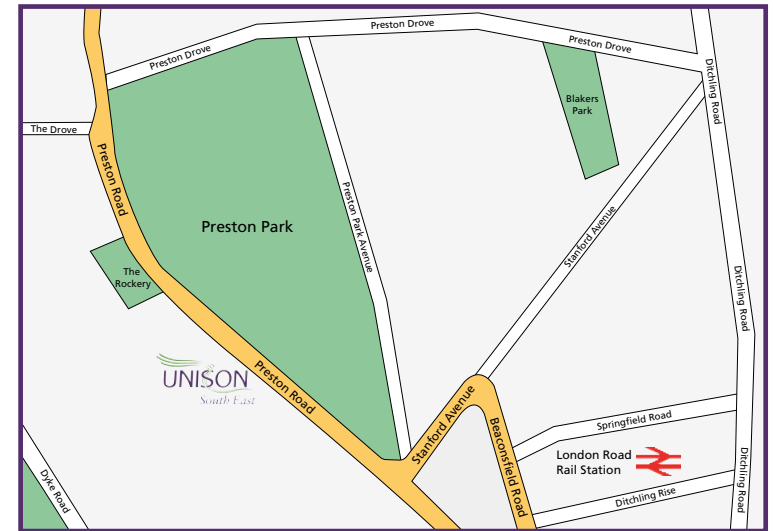 Preston Drove
Preston Drove
Preston Drove
Ditchling Road
Blakers
Park
The Drove
Preston Road
Preston Park
Preston Park Avenue
Stanford Avenue
The
Rockery
Ditchling Road
UNISON
South East
Preston Road
Stanford Avenue
Beaconsfield Road
Springfield Road
London Road
Rail Station
Ditchling Road
Dyke Road
Ditchling Rise